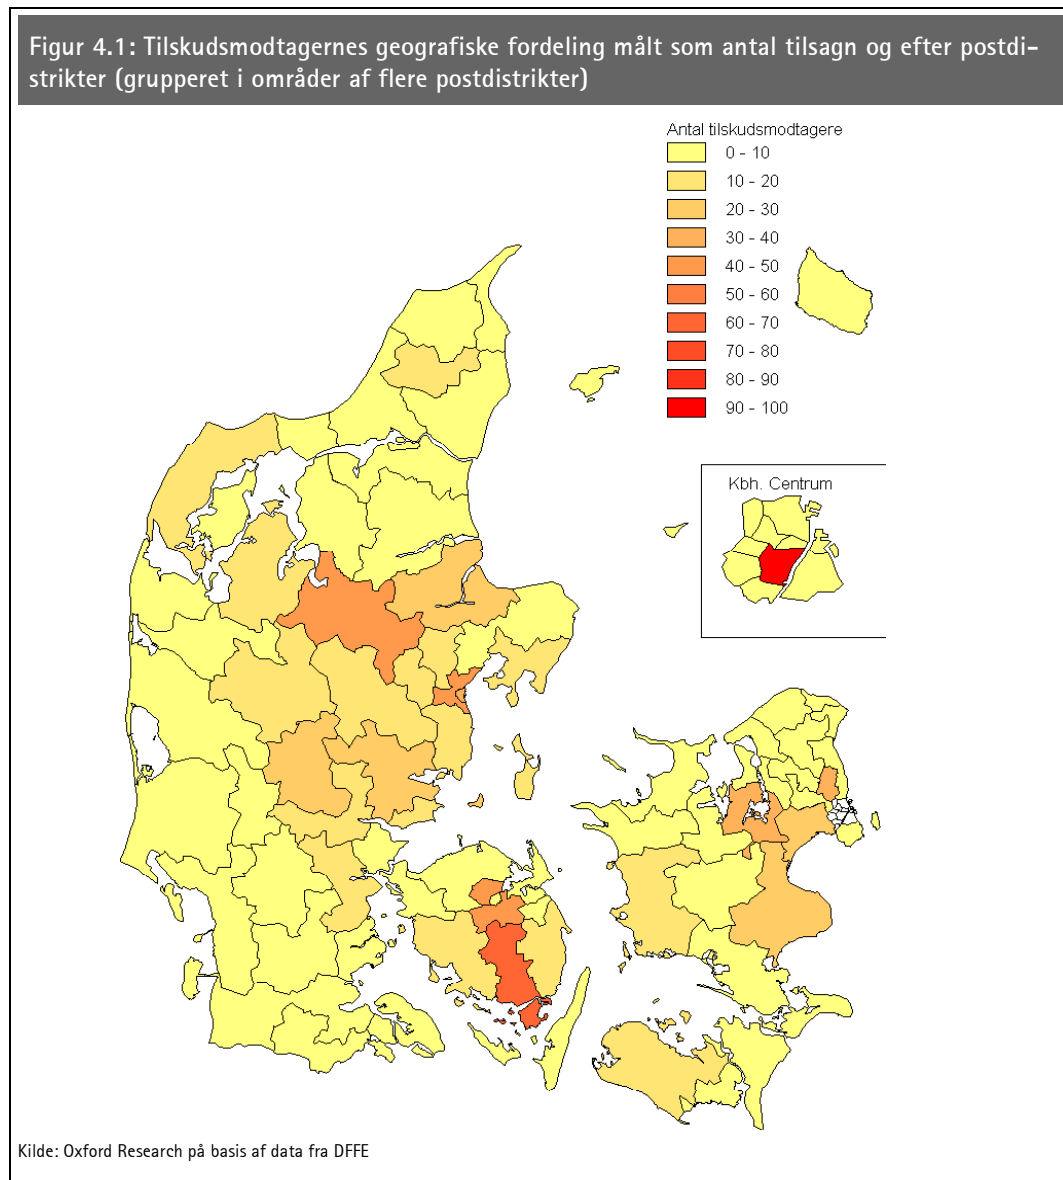 Figur 4.1: Tilskudsmodtagernes geografiske fordeling målt som antal tilsagn og efter postdi-
strikter (grupperet i områder af flere postdistrikter)
Antal tilskudsmodtagere
0 - 10
10 - 20
20 - 30
30 - 40
40 - 50
50 - 60
60 - 70
70 - 80
80 - 90
90 - 100
Kbh. Centrum
Kilde: Oxford Research på basis af data fra DFFE